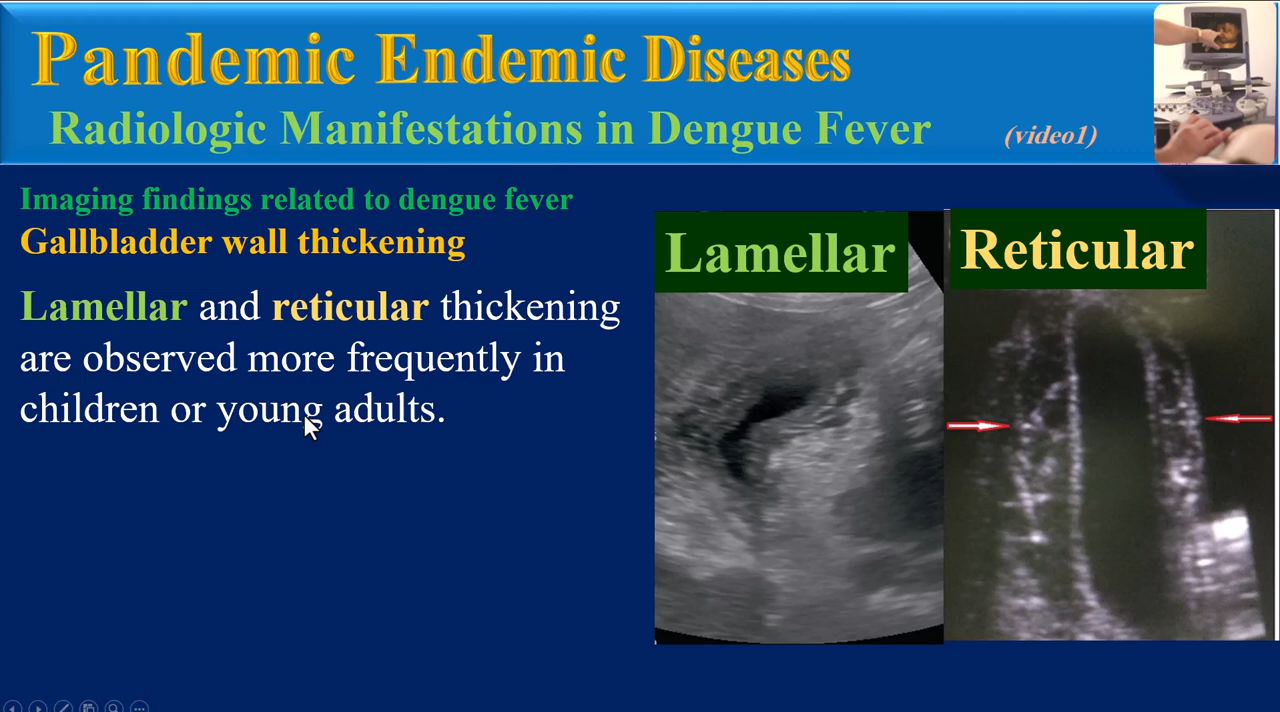 Pandemic Endemic Diseases
Radiologic Manifestations in Dengue Fever (video1)
Imaging findings related to dengue fever
Gallbladder wall thickening
Lamellar and reticular thickening
are observed more frequently in
children or young adults.
Lamellar
Reticular